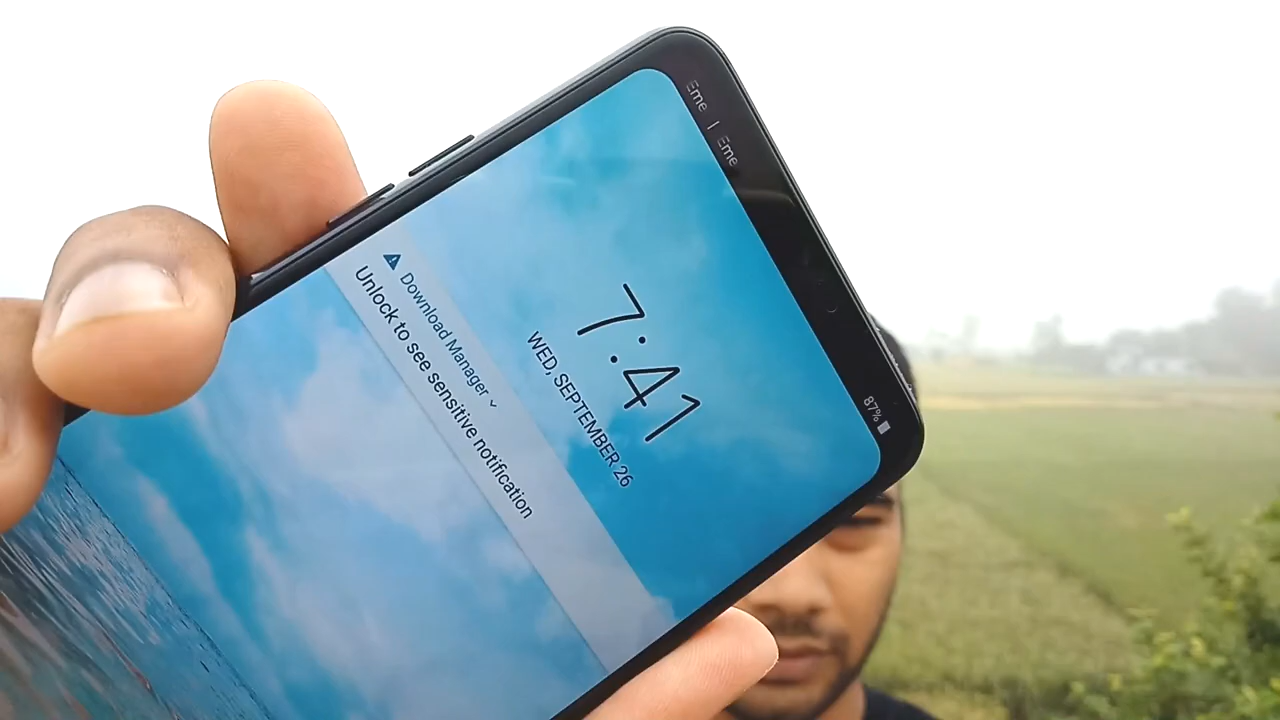 Eme | Eme
87%
7:41
WED, SEPTEMBER 26
Download Manager
Unlock to see sensitive notification